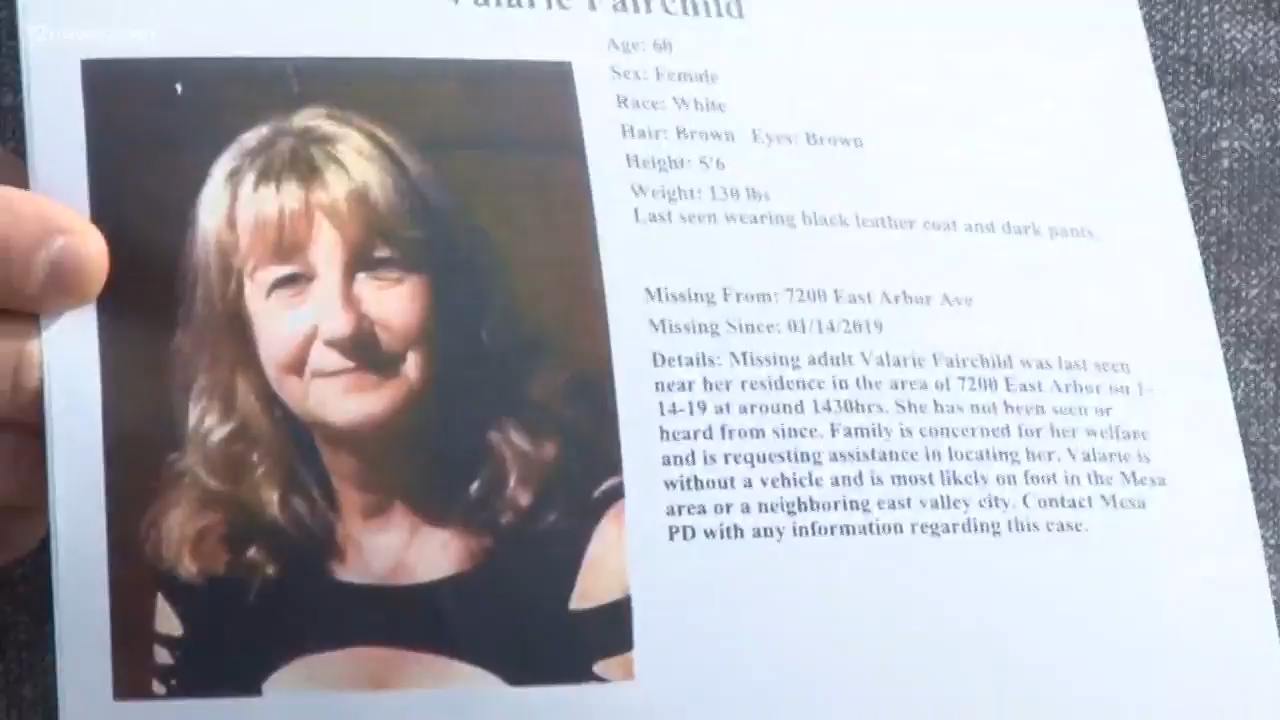 Valarie Fairchild
Age: 60
Sex: Female
Race: White
Hair: Brown Eyes: Brown
Height: 5'6
Weight: 130 lbs
Last seen wearing black leather coat and dark pants.
Missing From: 7200 East Arbor Ave
Missing Since: 01/14/2019
Details: Missing adult Valarie Fairchild was last seen
near her residence in the area of 7200 East Arbor on 1-
14-19 at around 1430hrs. She has not been seen or
heard from since. Family is concerned for her welfare
and is requesting assistance in locating her. Valarie is
without a vehicle and is most likely on foot in the Mesa
area or a neighboring east valley city. Contact Mesa
PD with any information regarding this case.